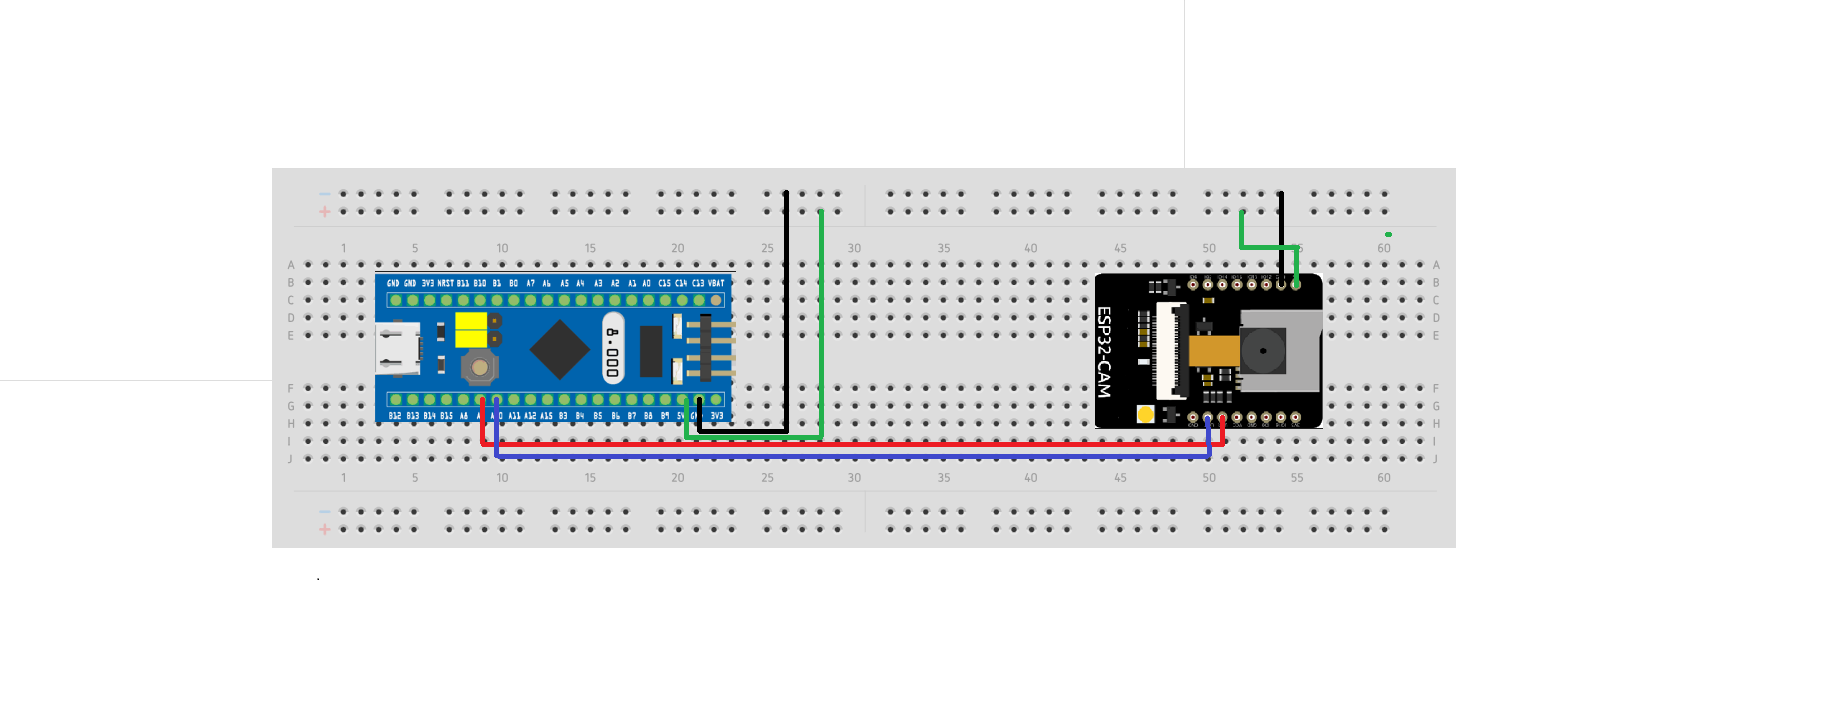 − −
+ +
1 5 10 15 20 25 30 35 40 45 50 55 60
A A
B B
C C
D D
E E
GND GND 3V3 NRST B11 B10 B1 B0 A7 A6 A5 A4 A3 A2 A1 A0 C15 C14 C13 VBAT
8.000
ESP32-CAM
F F
G G
H H
I I
J J
B12 B13 B14 B15 A8 A11 A12 A15 B3 B4 B5 B6 B7 B8 B9 5V 3V3
1 5 10 15 20 25 30 35 40 45 50 55 60
−
+